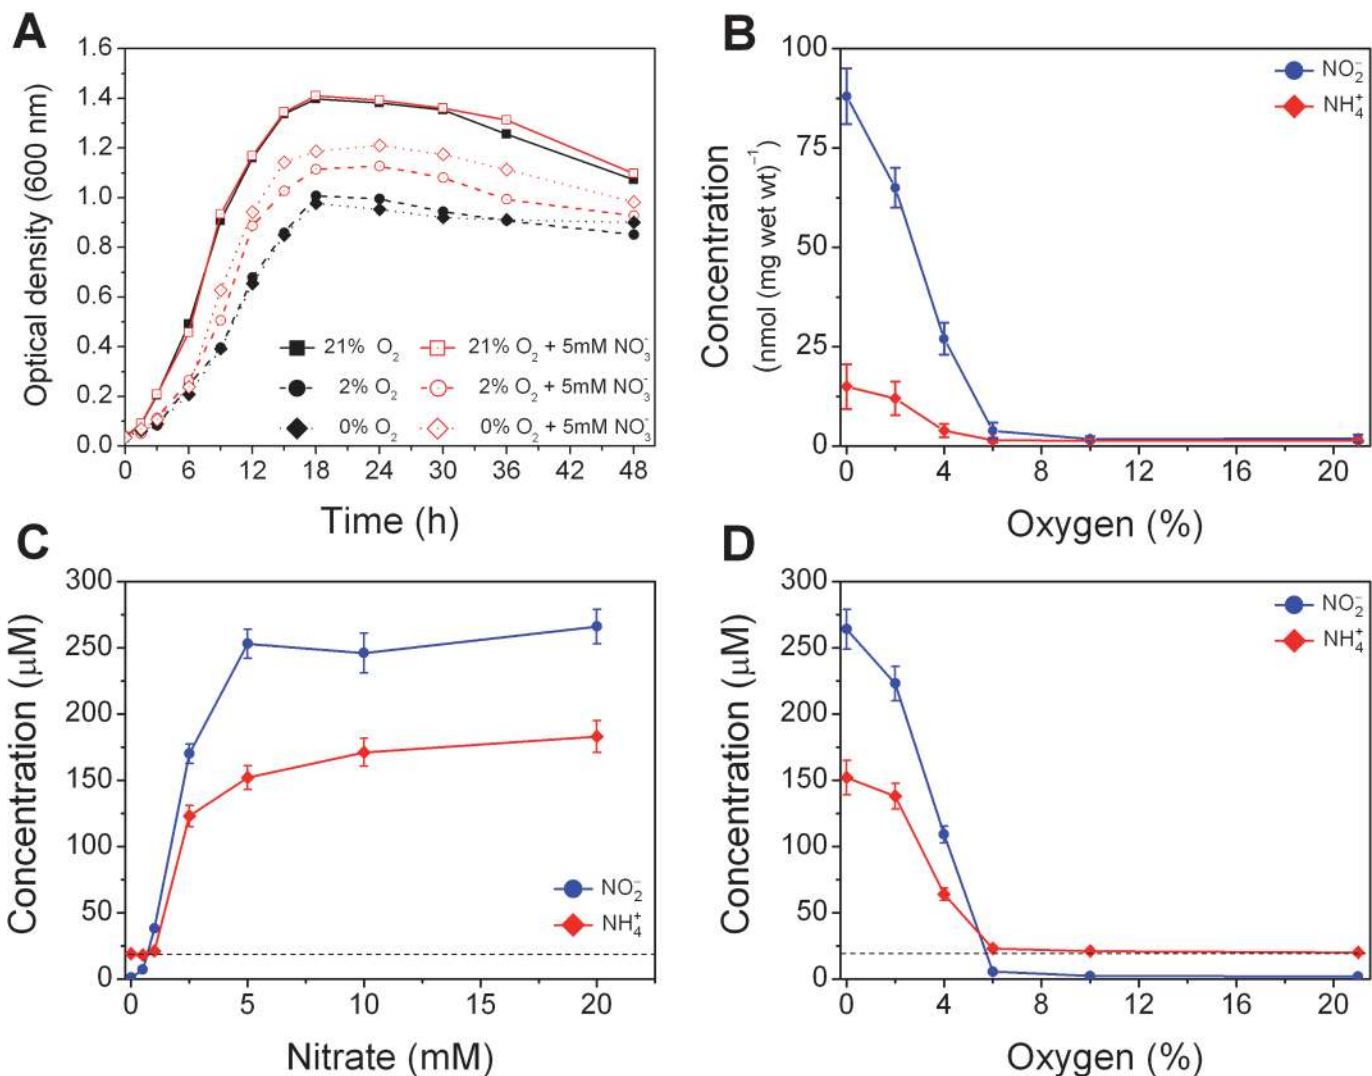 A
Optical density (600 nm)
1.6
1.4
1.2
1.0
0.8
0.6
0.4
0.2
0.0
0 6 12 18 24 30 36 42 48
Time (h)
21% O₂
2% O₂
0% O₂
21% O₂ + 5mM NO₃⁻
2% O₂ + 5mM NO₃⁻
0% O₂ + 5mM NO₃⁻
B
Concentration
(nmol (mg wet wt)⁻¹)
100
75
50
25
0
0 4 8 12 16 20
Oxygen (%)
NO₂⁻
NH₄⁺
C
Concentration (μM)
300
250
200
150
100
50
0
0 5 10 15 20
Nitrate (mM)
NO₂⁻
NH₄⁺
D
Concentration (μM)
300
250
200
150
100
50
0
0 4 8 12 16 20
Oxygen (%)
NO₂⁻
NH₄⁺